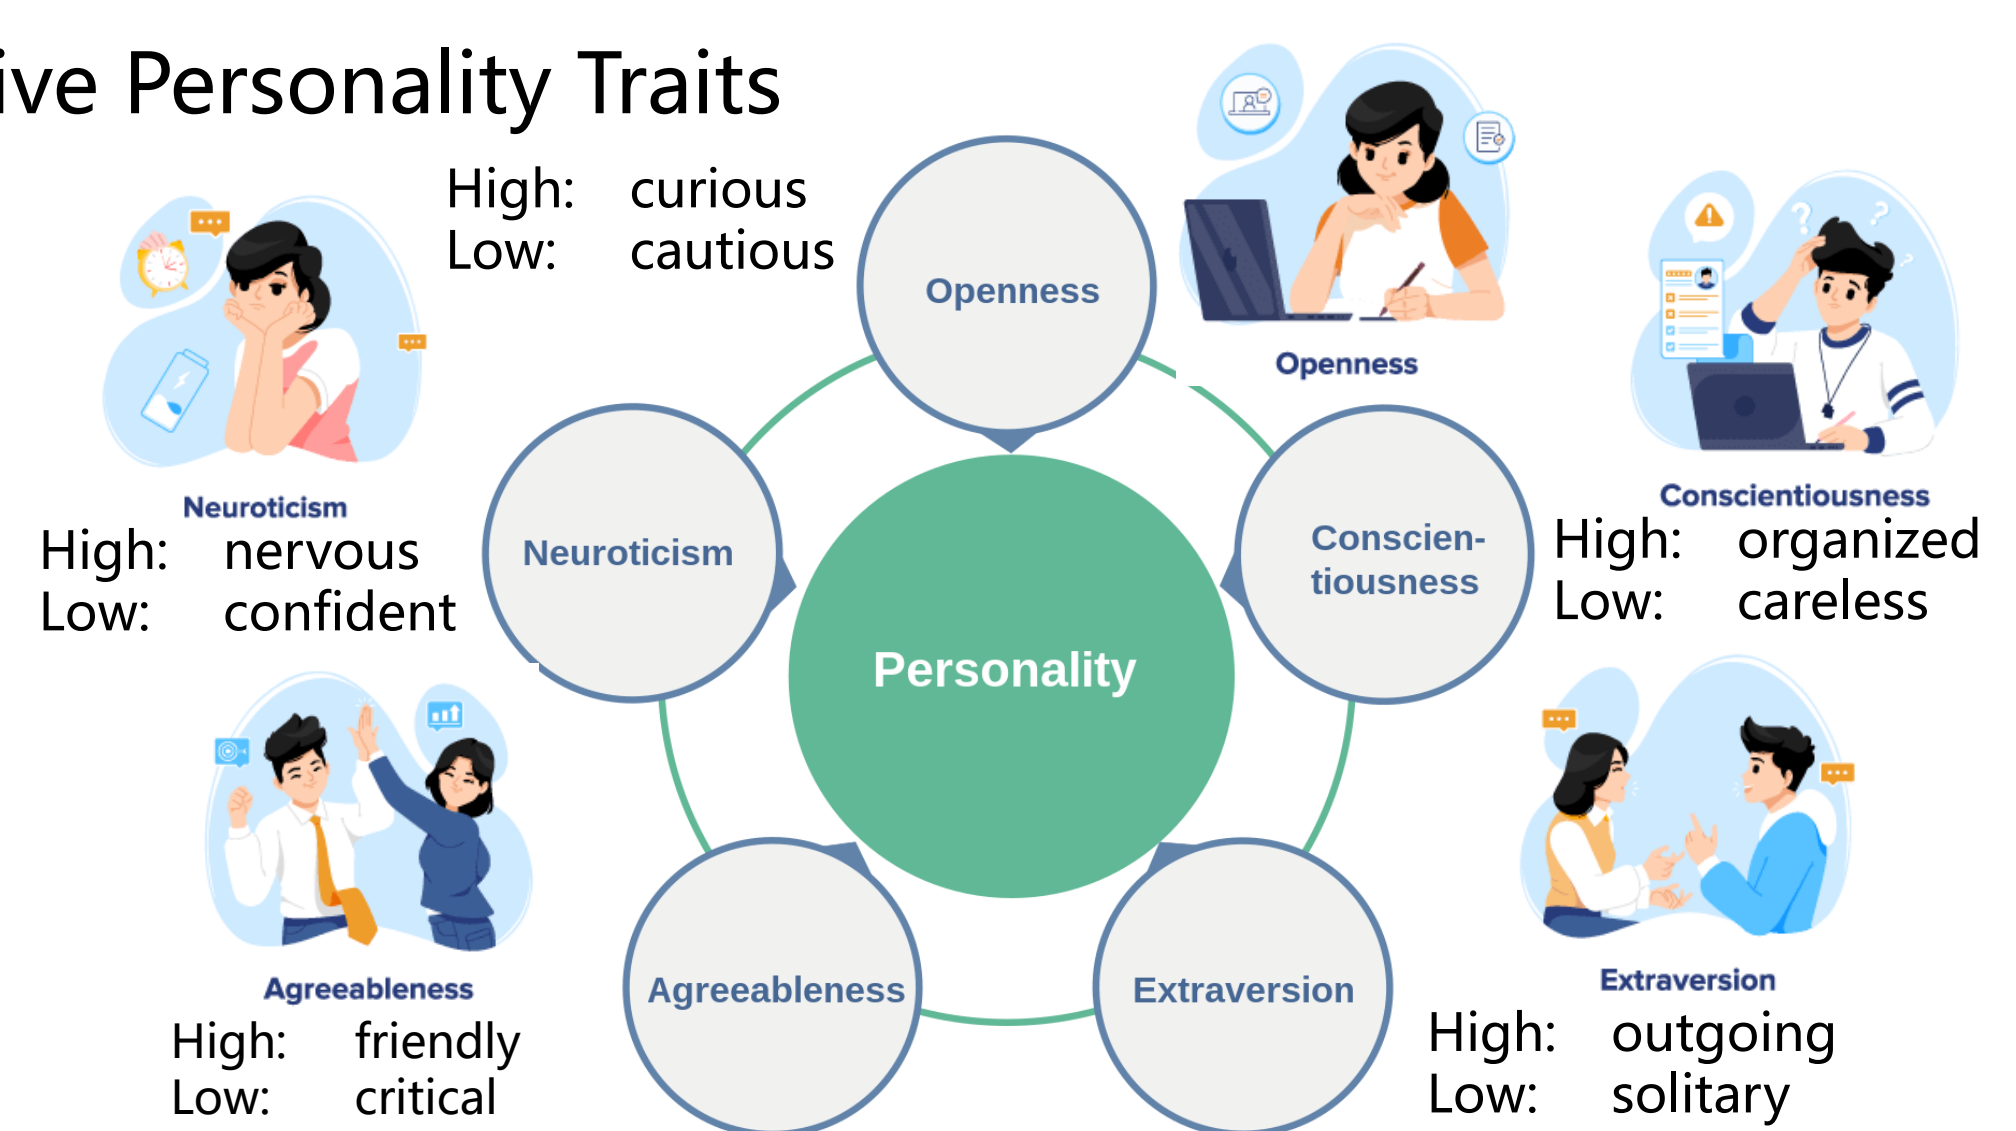 ive Personality Traits
High: curious
Low: cautious
Openness
Openness
Neuroticism
High: nervous
Low: confident
Neuroticism
Conscien-
tiousness
Conscientiousness
High: organized
Low: careless
Personality
Agreeableness
High: friendly
Low: critical
Agreeableness
Extraversion
Extraversion
High: outgoing
Low: solitary